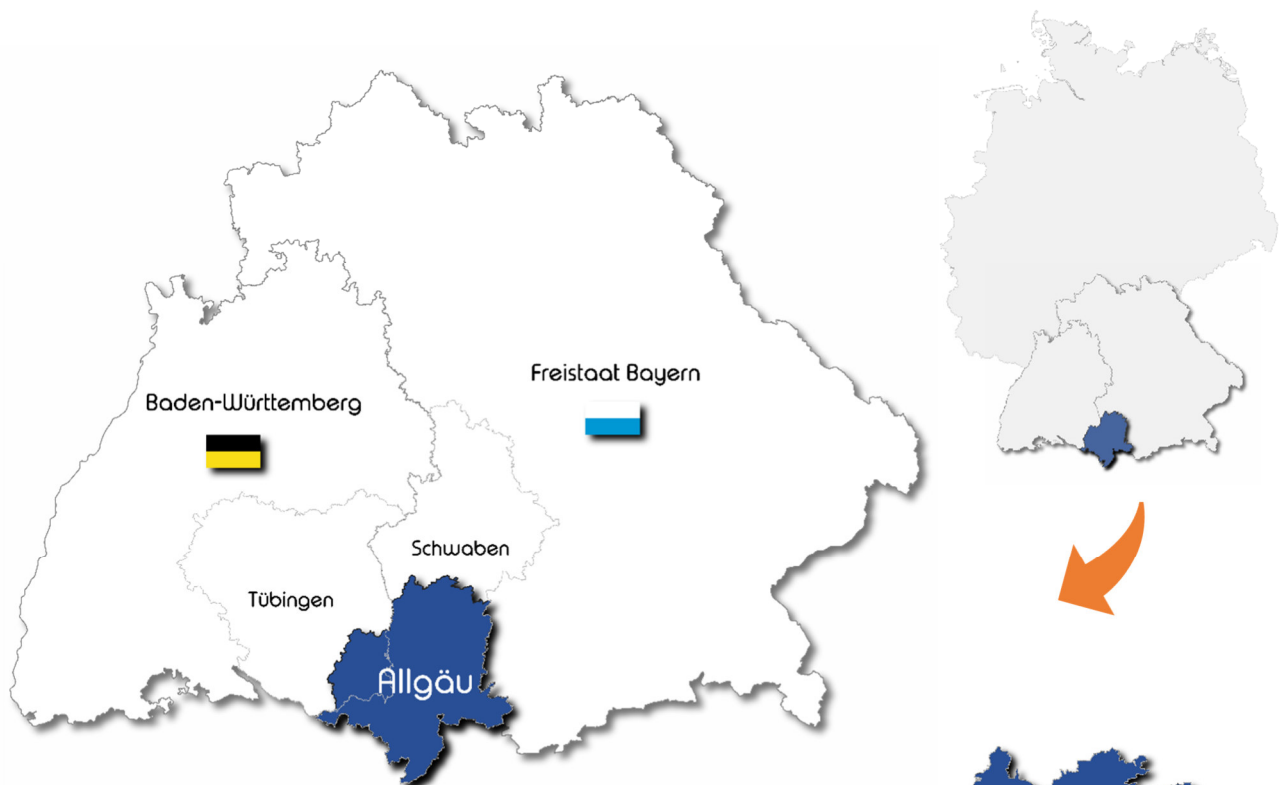 Freistaat Bayern
Baden-Württemberg
Schwaben
Tübingen
Allgäu